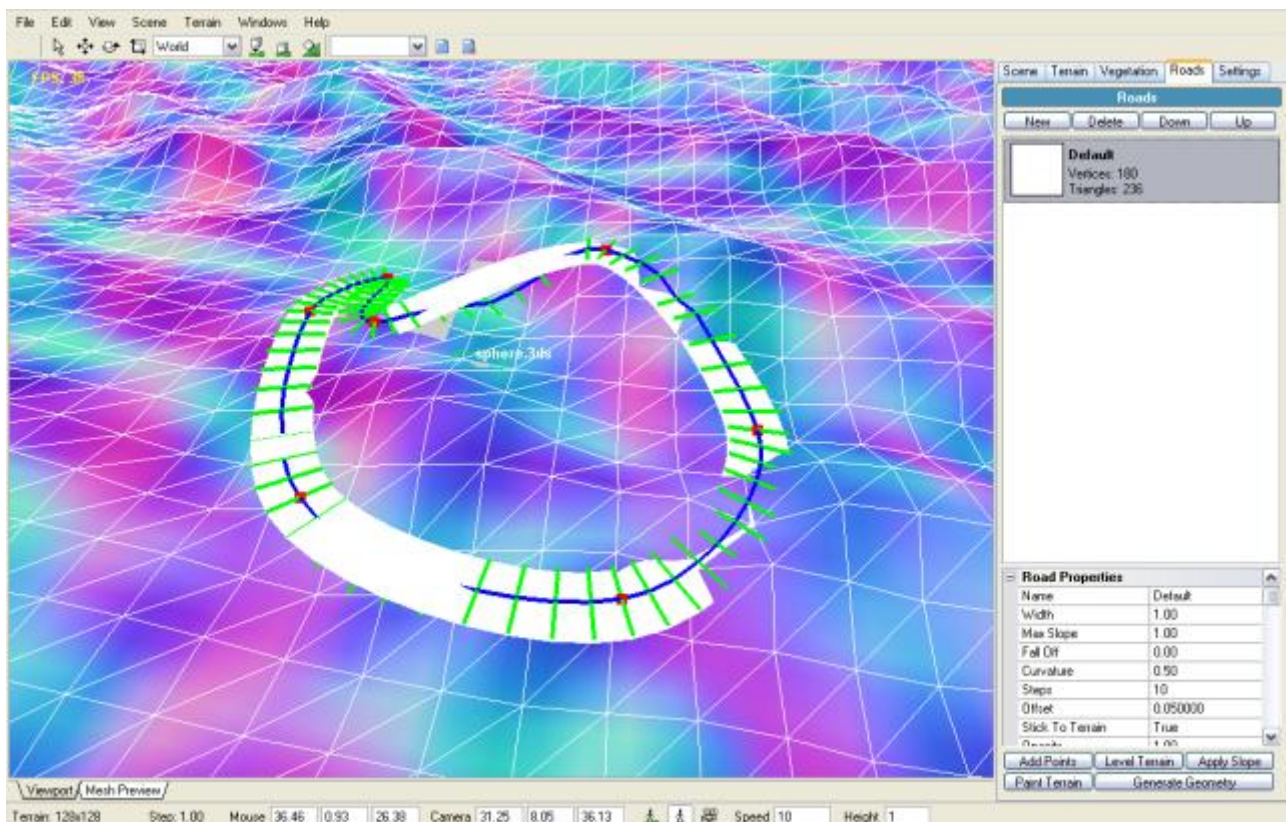 File Edit View Scene Terrain Windows Help
World
FPS: 35
Scene Terrain Vegetation Roads Settings
Roads
New Delete Down Up
Default
Vertices: 180
Triangles: 236
sphere.3ds
Road Properties
Name Default
Width 1.00
Max Slope 1.00
Fall Off 0.00
Curvature 0.50
Steps 10
Offset 0.050000
Stick To Terrain True
Opacity 1.00
Add Points Level Terrain Apply Slope
Paint Terrain Generate Geometry
Viewport Mesh Preview
Terrain: 128x128 Step: 1.00 Mouse 36.46 0.93 26.38 Camera 31.25 8.05 36.13 Speed 10 Height 1